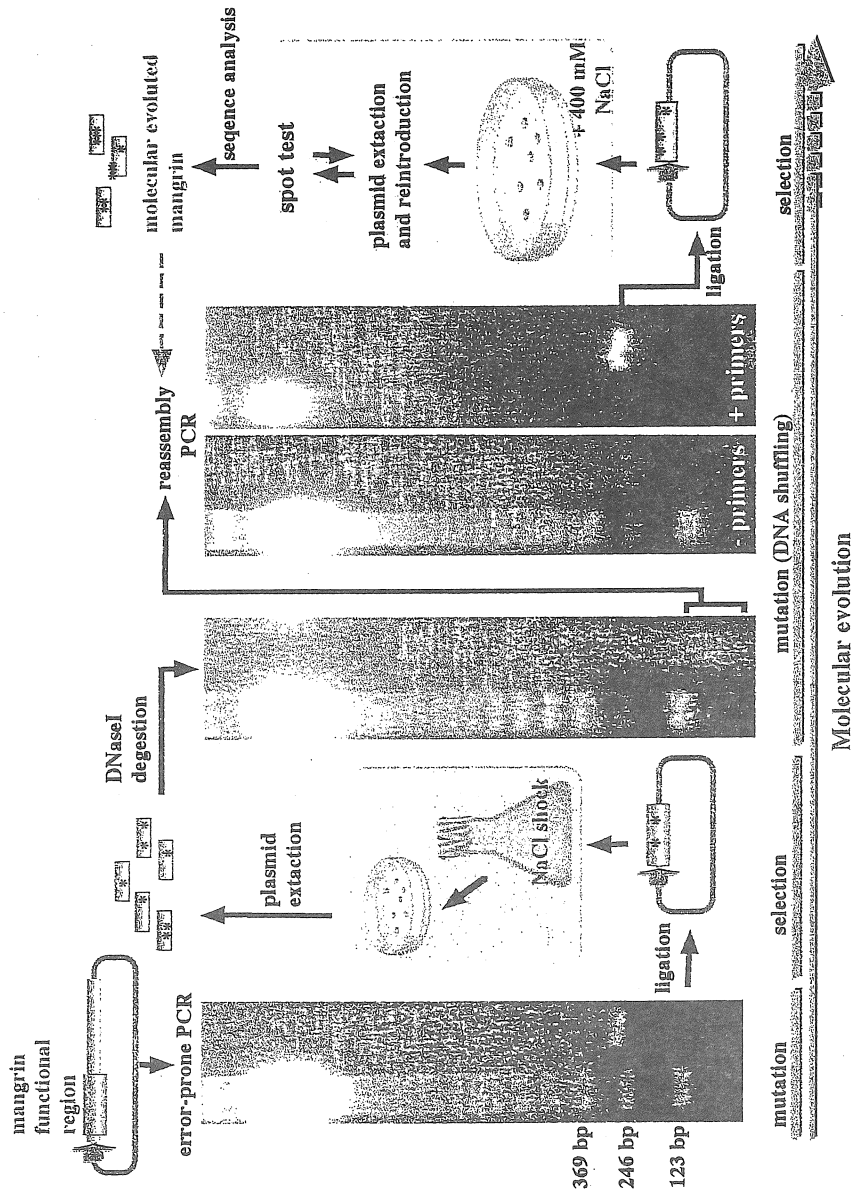 mangrin
functional
region
error-prone PCR
369 bp
246 bp
123 bp
ligation
NaCl shock
plasmid
extaction
DNaseI
degestion
reassembly
PCR
- primers
+ primers
ligation
+ 400 mM
NaCl
plasmid extaction
and reintroduction
spot test
seqence analysis
molecular evoluted
mangrin
mutation
selection
mutation (DNA shuffling)
selection
Molecular evolution